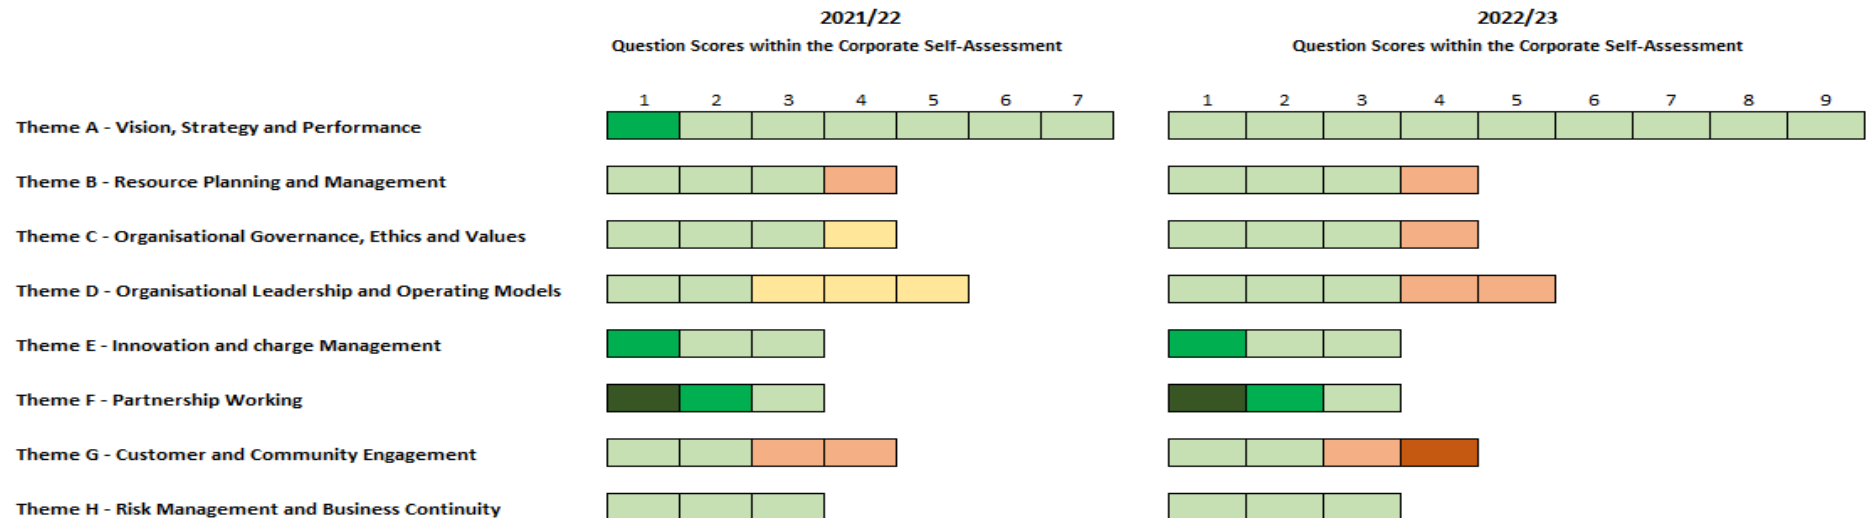 2021/22
2022/23
Question Scores within the Corporate Self-Assessment
Question Scores within the Corporate Self-Assessment
1 2 3 4 5 6 7
1 2 3 4 5 6 7 8 9
Theme A - Vision, Strategy and Performance
Theme B - Resource Planning and Management
Theme C - Organisational Governance, Ethics and Values
Theme D - Organisational Leadership and Operating Models
Theme E - Innovation and charge Management
Theme F - Partnership Working
Theme G - Customer and Community Engagement
Theme H - Risk Management and Business Continuity